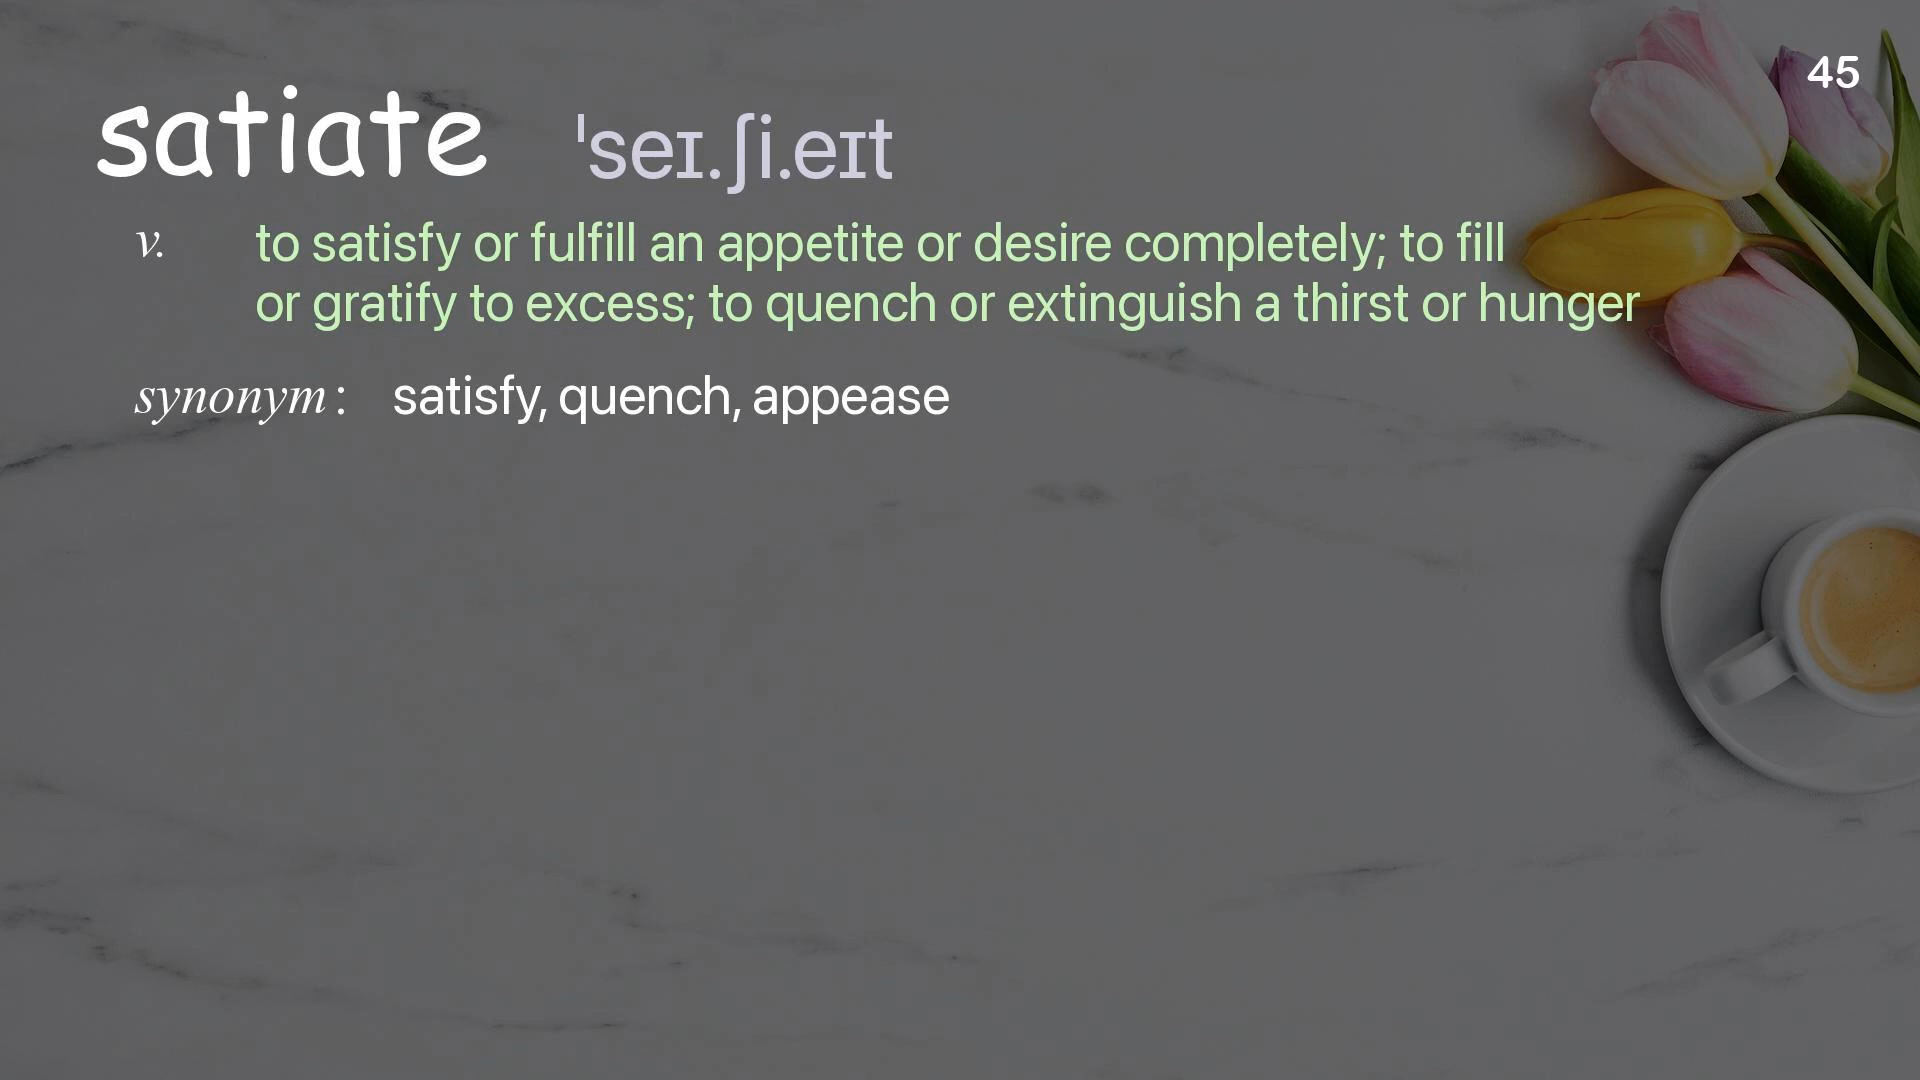 45
satiate ˈseɪ.ʃi.eɪt
v. to satisfy or fulfill an appetite or desire completely; to fill
or gratify to excess; to quench or extinguish a thirst or hunger
synonym: satisfy, quench, appease